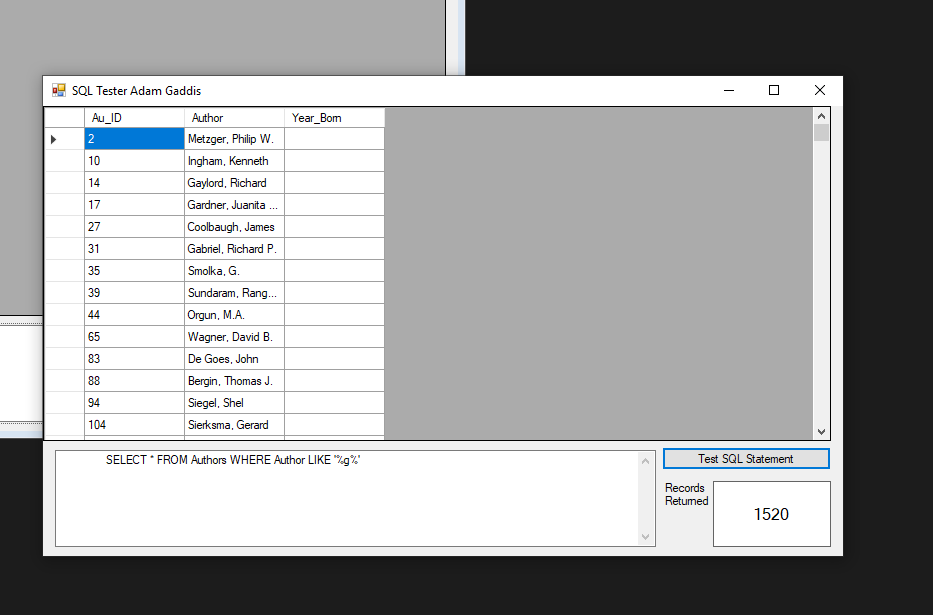 SQL Tester Adam Gaddis
Au_ID Author Year_Born
2 Metzger, Philip W.
10 Ingham, Kenneth
14 Gaylord, Richard
17 Gardner, Juanita ...
27 Coolbaugh, James
31 Gabriel, Richard P.
35 Smolka, G.
39 Sundaram, Rang...
44 Orgun, M.A.
65 Wagner, David B.
83 De Goes, John
88 Bergin, Thomas J.
94 Siegel, Shel
104 Sierksma, Gerard
SELECT * FROM Authors WHERE Author LIKE '%g%'
Test SQL Statement
Records
Returned
1520